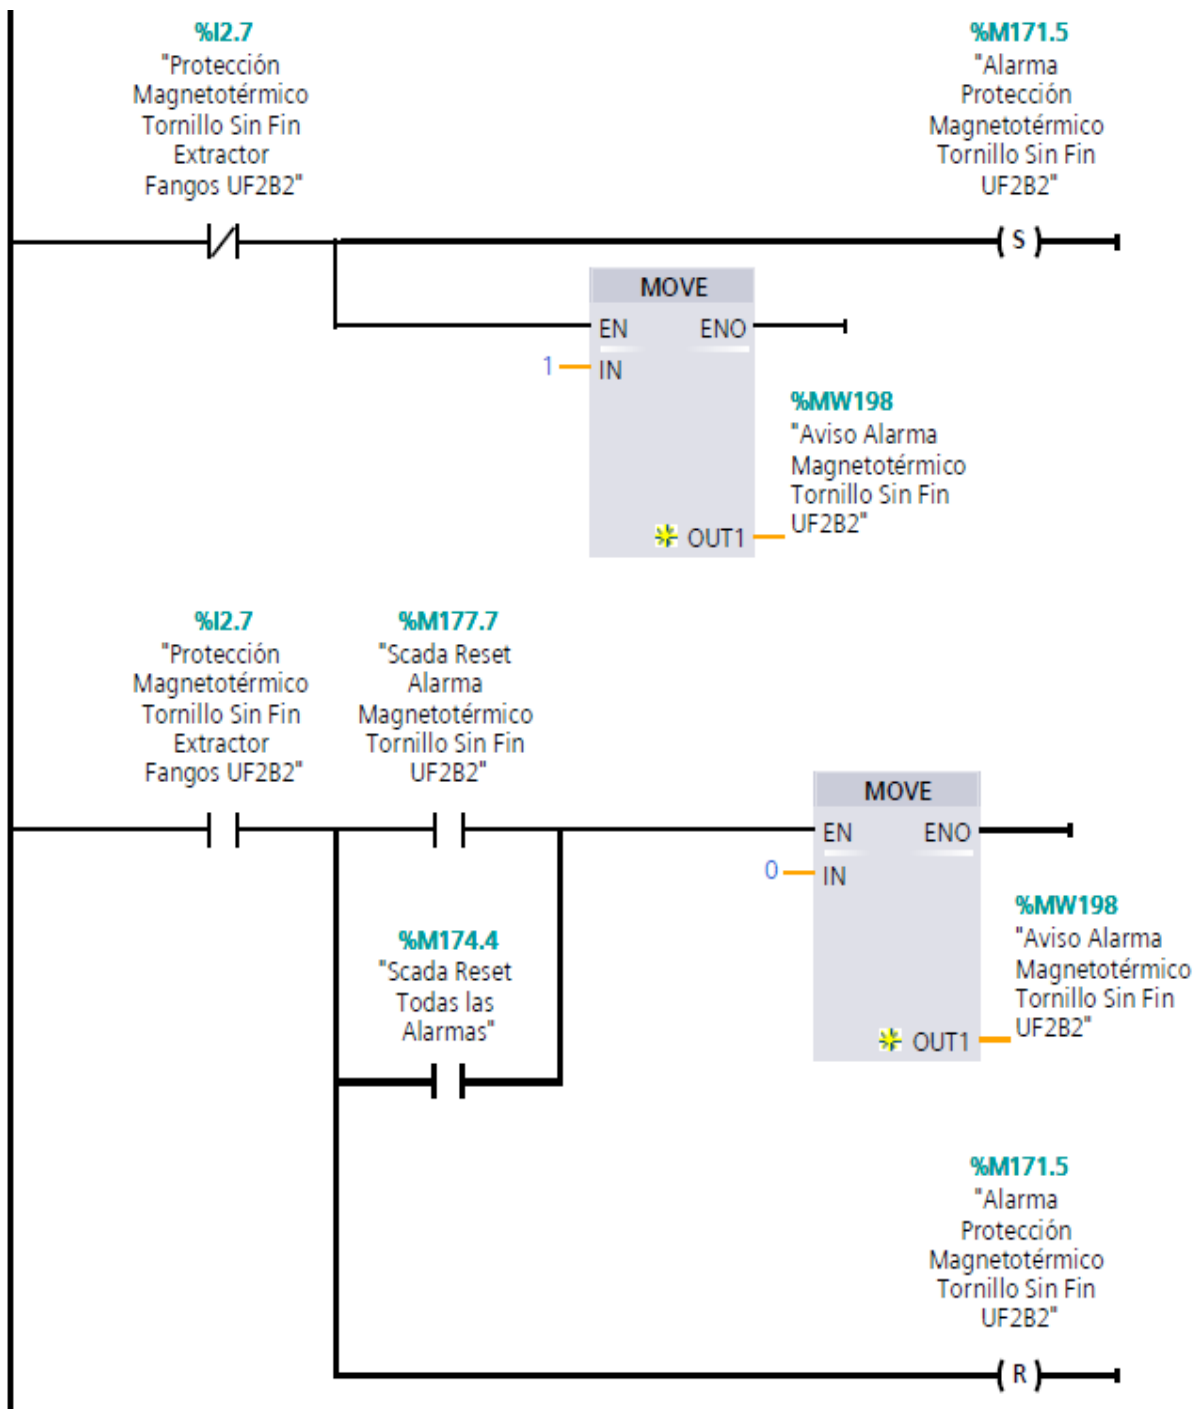 %I2.7
"Protección
Magnetotérmico
Tornillo Sin Fin
Extractor
Fangos UF2B2"
%M171.5
"Alarma
Protección
Magnetotérmico
Tornillo Sin Fin
UF2B2"
S
MOVE
EN ENO
1 IN
%MW198
"Aviso Alarma
Magnetotérmico
Tornillo Sin Fin
UF2B2"
OUT1
%I2.7
"Protección
Magnetotérmico
Tornillo Sin Fin
Extractor
Fangos UF2B2"
%M177.7
"Scada Reset
Alarma
Magnetotérmico
Tornillo Sin Fin
UF2B2"
MOVE
EN ENO
0 IN
%MW198
"Aviso Alarma
Magnetotérmico
Tornillo Sin Fin
UF2B2"
OUT1
%M174.4
"Scada Reset
Todas las
Alarmas"
%M171.5
"Alarma
Protección
Magnetotérmico
Tornillo Sin Fin
UF2B2"
R